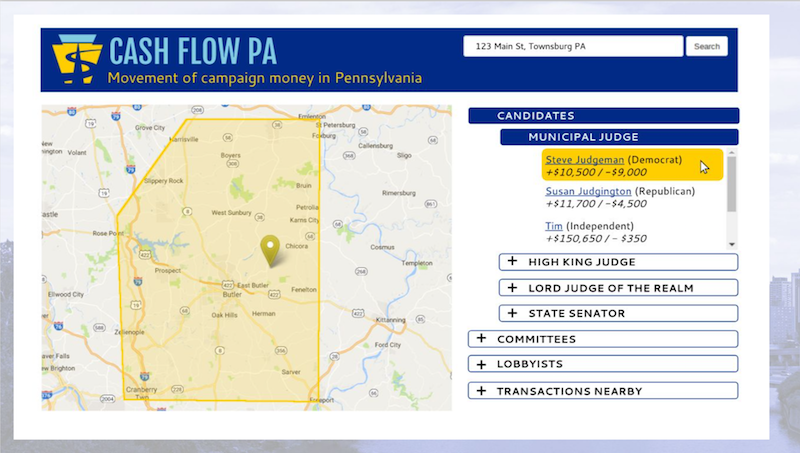 CASH FLOW PA
Movement of campaign money in Pennsylvania
123 Main St, Townsburg PA
Search
Emlenton
Grove City
St Petersburg
Foxburg
Harrisville
Callensburg
Volant
Boyers
Sligo
Slippery Rock
Bruin
Rimersburg
Petrolia
West Sunbury
Karns City
Rose Point
Chicora
Cosmus
Templeton
Prospect
East Butler
Butler
Fenelton
Ellwood City
Oak Hills
Herman
Kittanning
Zelienople
Ford City
Beaver Falls
New Brighton
Sarver
Cranberry
Twp
Freeport
CANDIDATES
MUNICIPAL JUDGE
Steve Judgeman (Democrat)
+$10,500 / -$9,000
Susan Judgington (Republican)
+$11,700 / -$4,500
Tim (Independent)
+$150,650 / - $350
+ HIGH KING JUDGE
+ LORD JUDGE OF THE REALM
+ STATE SENATOR
+ COMMITTEES
+ LOBBYISTS
+ TRANSACTIONS NEARBY